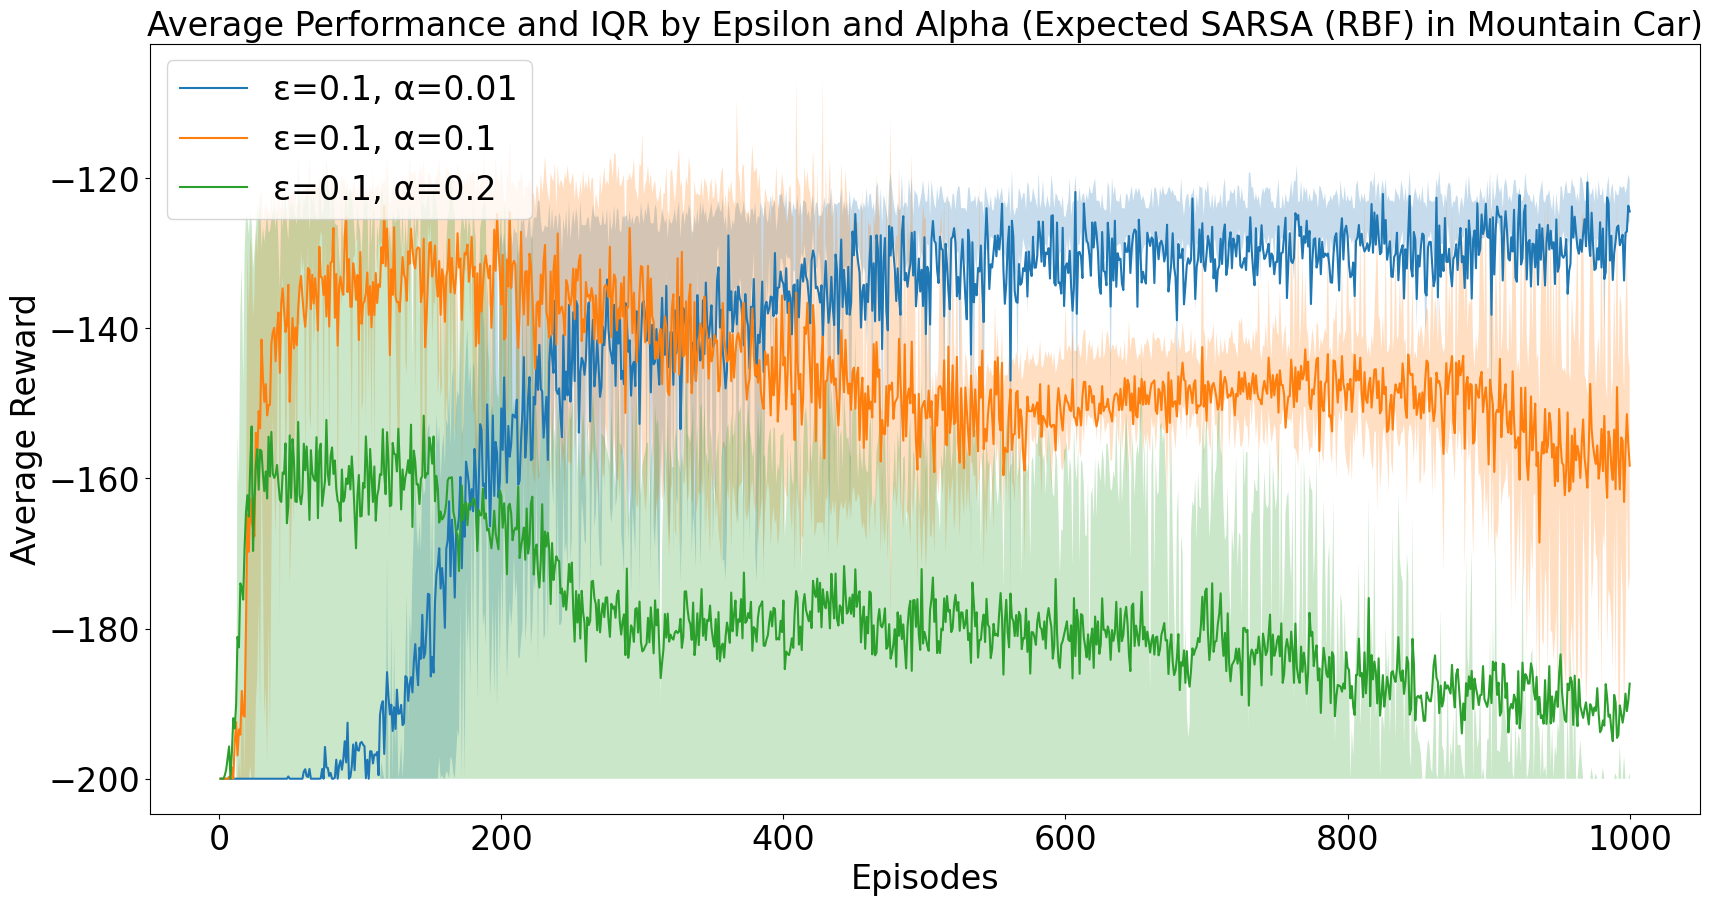 Average Performance and IQR by Epsilon and Alpha (Expected SARSA (RBF) in Mountain Car)
ε=0.1, α=0.01
ε=0.1, α=0.1
ε=0.1, α=0.2
Average Reward
−120
−140
−160
−180
−200
0 200 400 600 800 1000
Episodes